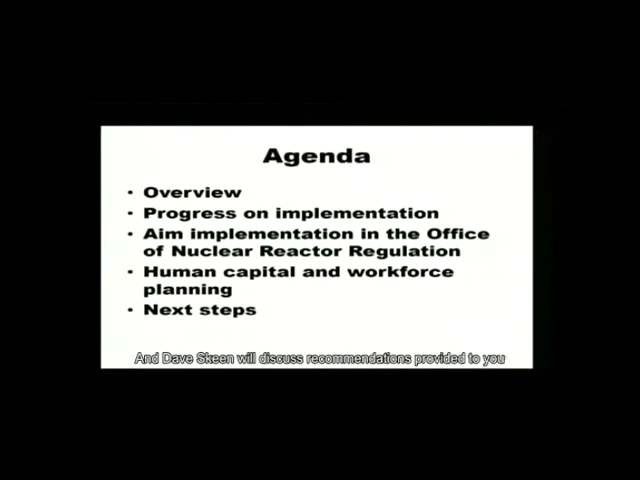 Agenda
• Overview
• Progress on implementation
• Aim implementation in the Office
of Nuclear Reactor Regulation
• Human capital and workforce
planning
• Next steps
And Dave Skeen will discuss recommendations provided to you